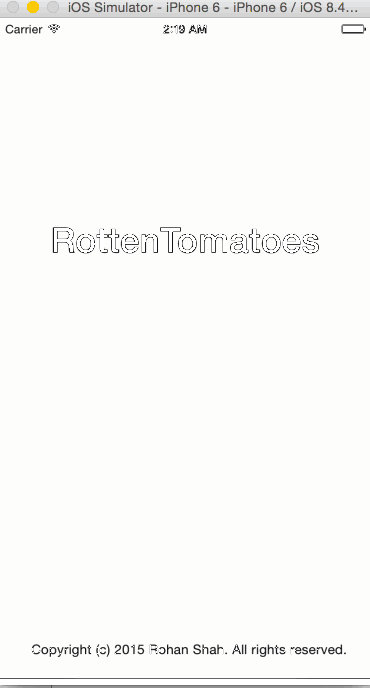 iOS Simulator - iPhone 6 - iPhone 6 / iOS 8.4...
Carrier 2:19 AM
RottenTomatoes
Copyright (c) 2015 Rohan Shah. All rights reserved.